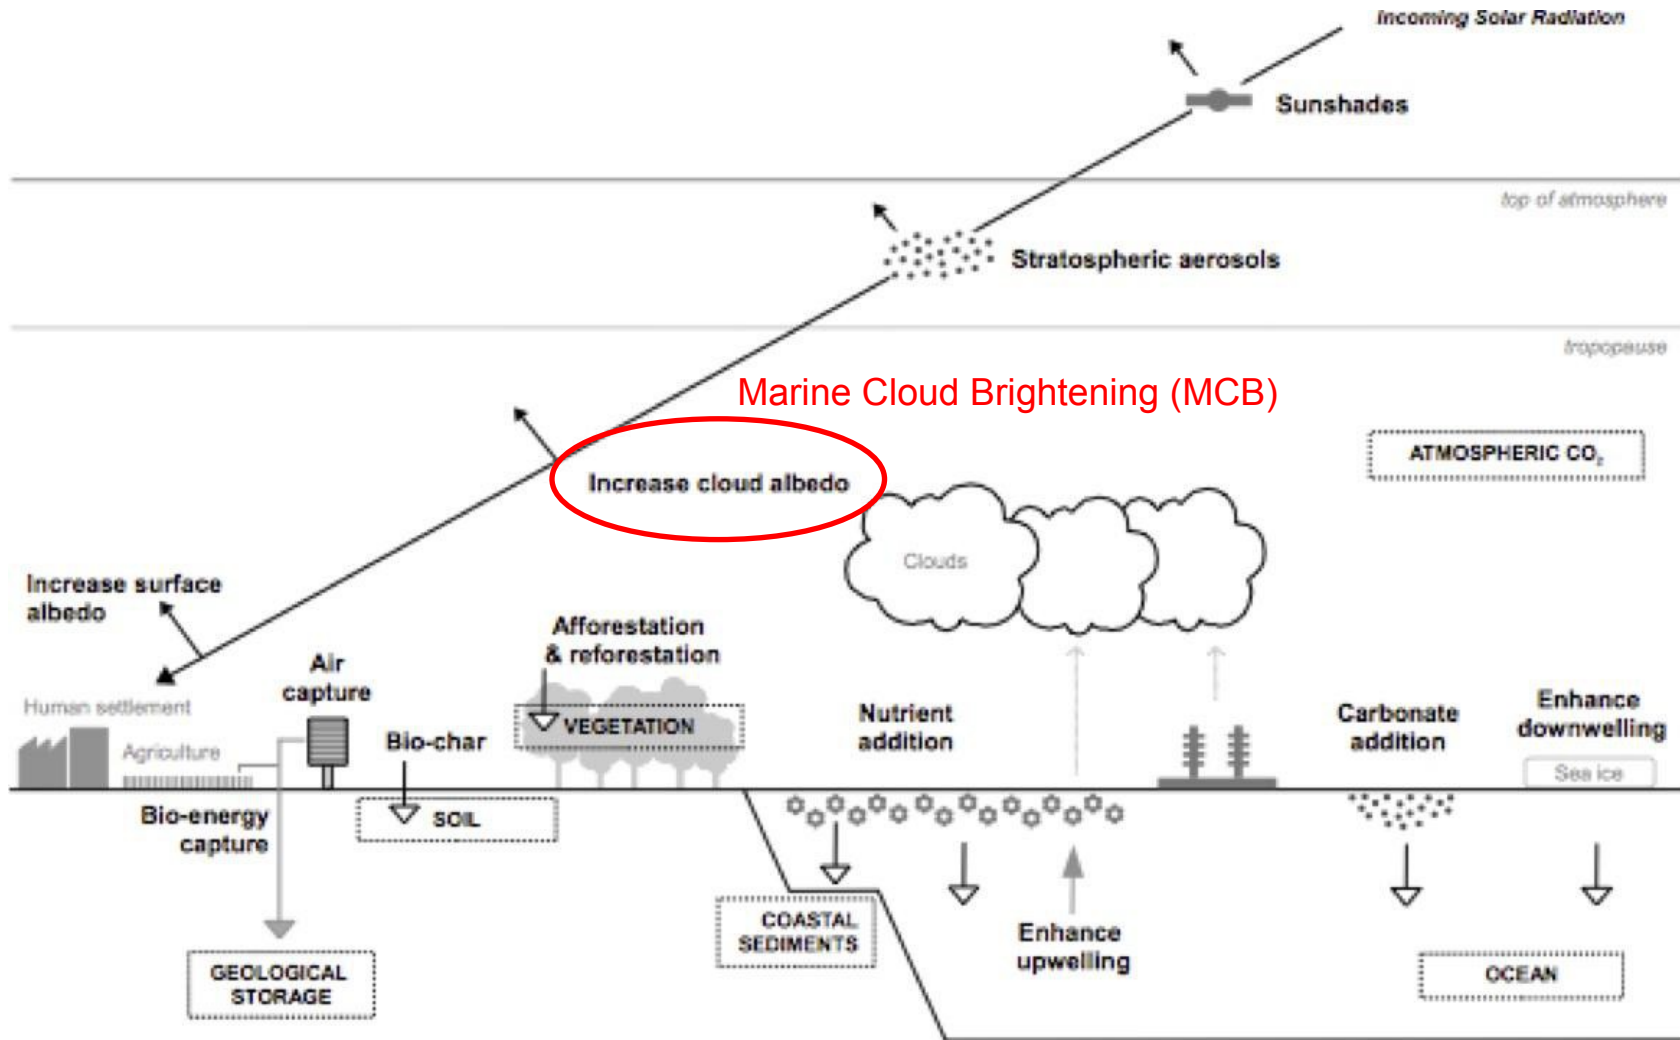 Incoming Solar Radiation
Sunshades
top of atmosphere
Stratospheric aerosols
tropopause
Marine Cloud Brightening (MCB)
ATMOSPHERIC CO₂
Increase cloud albedo
Clouds
Increase surface
albedo
Afforestation
& reforestation
Air
capture
Human settlement
Agriculture
Bio-char
VEGETATION
Nutrient
addition
Carbonate
addition
Enhance
downwelling
Sea ice
Bio-energy
capture
SOIL
COASTAL
SEDIMENTS
Enhance
upwelling
GEOLOGICAL
STORAGE
OCEAN